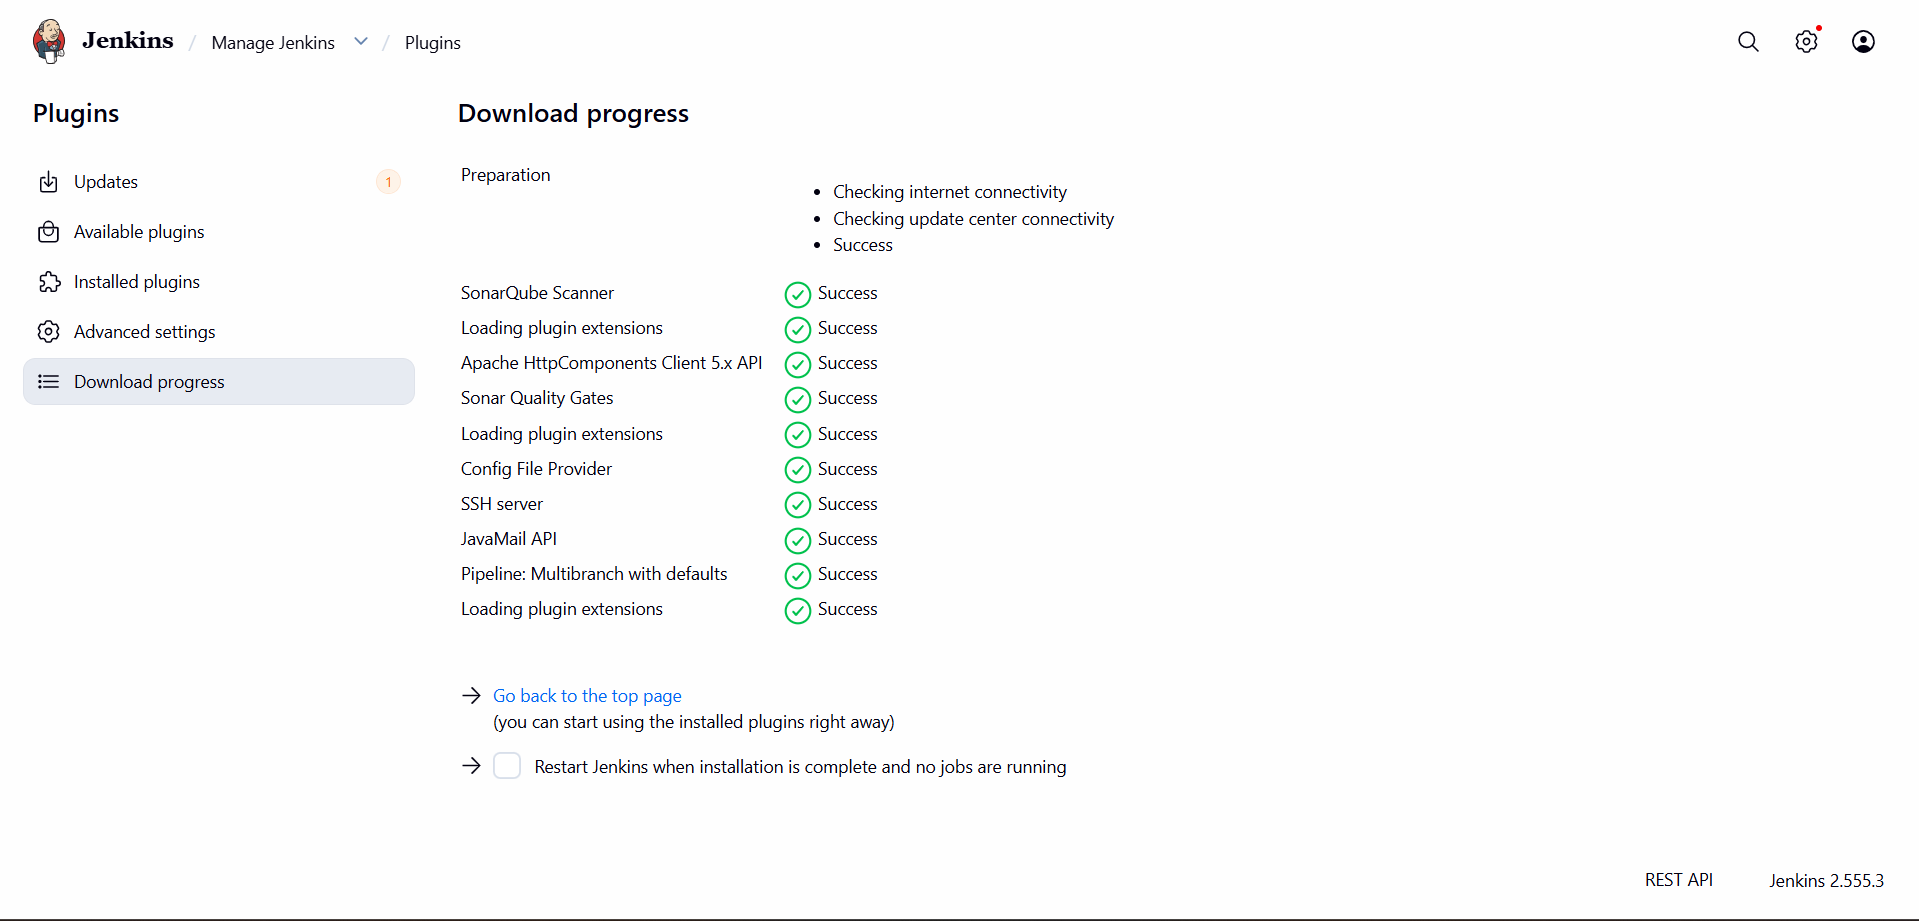 Jenkins / Manage Jenkins / Plugins
Plugins
Updates 1
Available plugins
Installed plugins
Advanced settings
Download progress
Download progress
Preparation
Checking internet connectivity
Checking update center connectivity
Success
SonarQube Scanner Success
Loading plugin extensions Success
Apache HttpComponents Client 5.x API Success
Sonar Quality Gates Success
Loading plugin extensions Success
Config File Provider Success
SSH server Success
JavaMail API Success
Pipeline: Multibranch with defaults Success
Loading plugin extensions Success
Go back to the top page
(you can start using the installed plugins right away)
Restart Jenkins when installation is complete and no jobs are running
REST API Jenkins 2.555.3